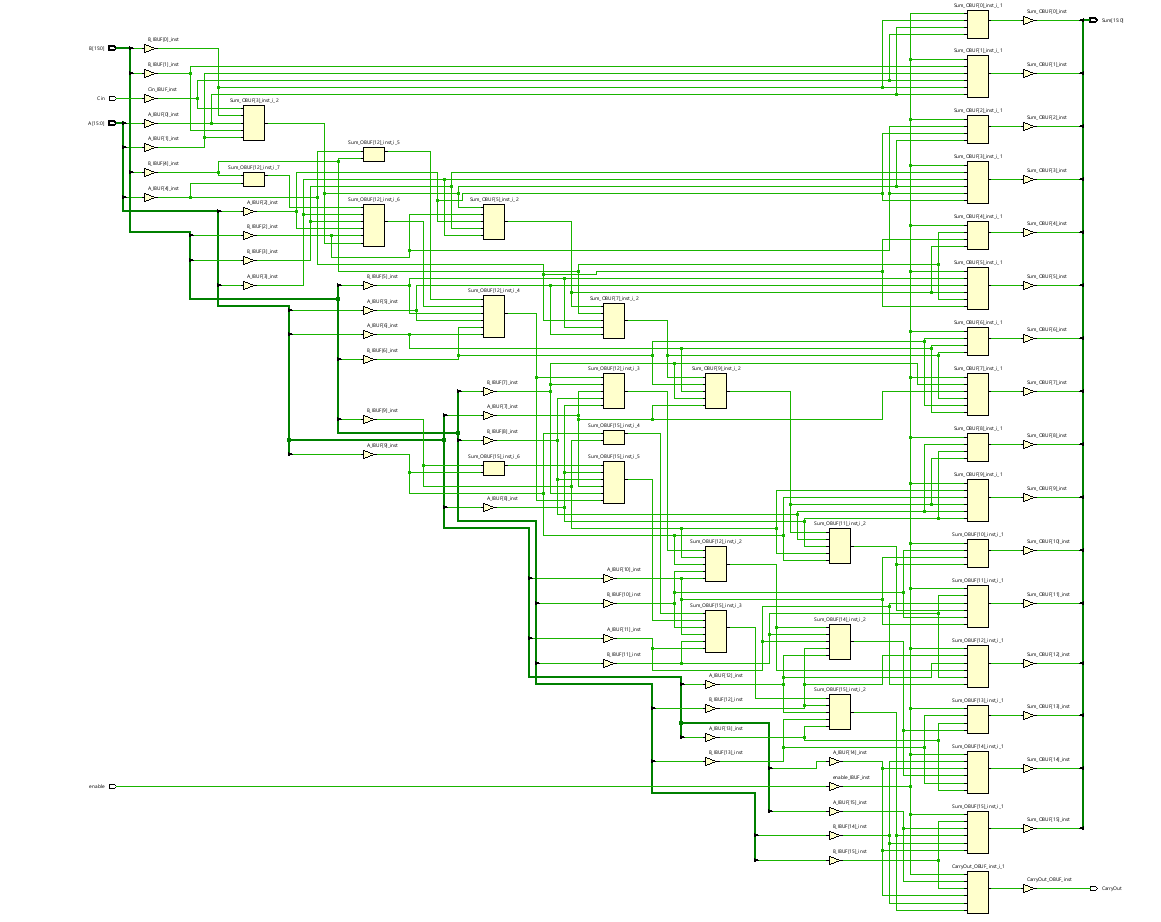 Sum_OBUF[0]_inst_i_1
Sum_OBUF[0]_inst
Sum[15:0]
B_IBUF[0]_inst
B[15:0]
Sum_OBUF[1]_inst_i_1
B_IBUF[1]_inst
Sum_OBUF[1]_inst
Cin_IBUF_inst
Cin
Sum_OBUF[3]_inst_i_2
Sum_OBUF[2]_inst_i_1
A_IBUF[0]_inst
A[15:0]
Sum_OBUF[2]_inst
A_IBUF[1]_inst
Sum_OBUF[12]_inst_i_5
Sum_OBUF[3]_inst_i_1
B_IBUF[4]_inst
Sum_OBUF[12]_inst_i_7
Sum_OBUF[3]_inst
A_IBUF[4]_inst
Sum_OBUF[12]_inst_i_6
Sum_OBUF[5]_inst_i_2
A_IBUF[2]_inst
Sum_OBUF[4]_inst_i_1
B_IBUF[2]_inst
Sum_OBUF[4]_inst
B_IBUF[3]_inst
Sum_OBUF[5]_inst_i_1
A_IBUF[3]_inst
B_IBUF[5]_inst
Sum_OBUF[5]_inst
Sum_OBUF[12]_inst_i_4
Sum_OBUF[7]_inst_i_2
A_IBUF[5]_inst
Sum_OBUF[6]_inst_i_1
A_IBUF[6]_inst
Sum_OBUF[6]_inst
B_IBUF[6]_inst
Sum_OBUF[12]_inst_i_3
Sum_OBUF[9]_inst_i_2
Sum_OBUF[7]_inst_i_1
B_IBUF[7]_inst
Sum_OBUF[7]_inst
B_IBUF[9]_inst
A_IBUF[7]_inst
Sum_OBUF[15]_inst_i_4
Sum_OBUF[8]_inst_i_1
B_IBUF[8]_inst
Sum_OBUF[8]_inst
A_IBUF[9]_inst
Sum_OBUF[15]_inst_i_6
Sum_OBUF[15]_inst_i_5
Sum_OBUF[9]_inst_i_1
Sum_OBUF[9]_inst
A_IBUF[8]_inst
Sum_OBUF[11]_inst_i_2
Sum_OBUF[10]_inst_i_1
Sum_OBUF[12]_inst_i_2
Sum_OBUF[10]_inst
A_IBUF[10]_inst
Sum_OBUF[11]_inst_i_1
B_IBUF[10]_inst
Sum_OBUF[11]_inst
Sum_OBUF[15]_inst_i_3
Sum_OBUF[14]_inst_i_2
A_IBUF[11]_inst
Sum_OBUF[12]_inst_i_1
B_IBUF[11]_inst
Sum_OBUF[12]_inst
A_IBUF[12]_inst
Sum_OBUF[15]_inst_i_2
B_IBUF[12]_inst
Sum_OBUF[13]_inst_i_1
Sum_OBUF[13]_inst
A_IBUF[13]_inst
Sum_OBUF[14]_inst_i_1
B_IBUF[13]_inst
A_IBUF[14]_inst
Sum_OBUF[14]_inst
enable
enable_IBUF_inst
A_IBUF[15]_inst
Sum_OBUF[15]_inst_i_1
B_IBUF[14]_inst
Sum_OBUF[15]_inst
B_IBUF[15]_inst
CarryOut_OBUF_inst_i_1
CarryOut_OBUF_inst
CarryOut